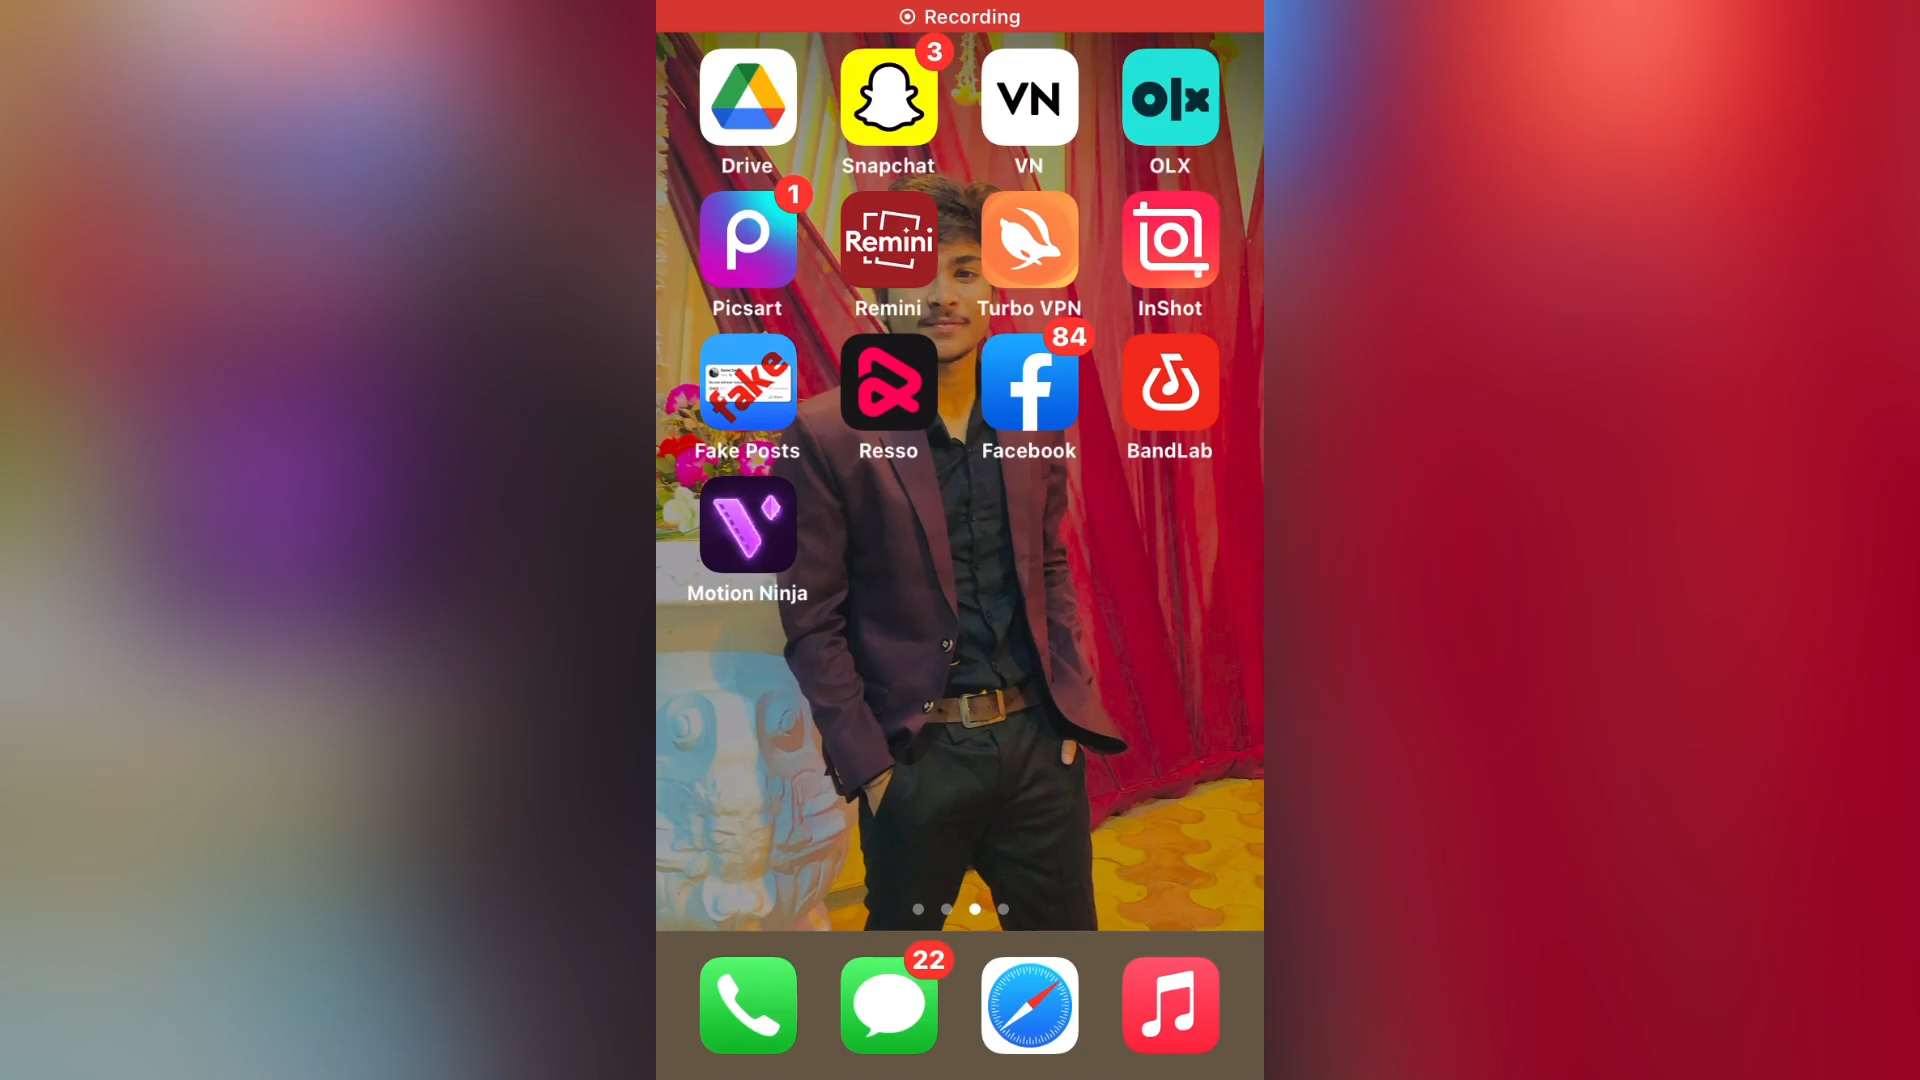 Recording
3
VN
olx
Drive
Snapchat
VN
OLX
1
Remini
Picsart
Remini
Turbo VPN
InShot
84
fake
Fake Posts
Resso
Facebook
BandLab
Motion Ninja
22